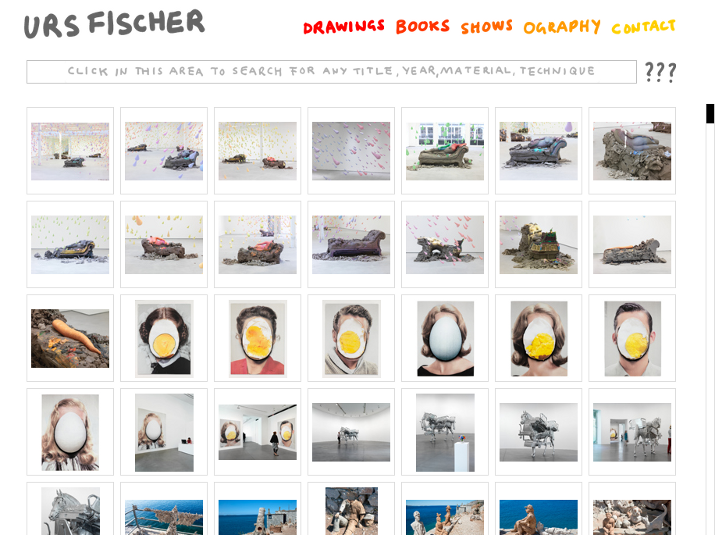 URS FISCHER
DRAWINGS BOOKS SHOWS OGRAPHY CONTACT
CLICK IN THIS AREA TO SEARCH FOR ANY TITLE, YEAR, MATERIAL, TECHNIQUE
???